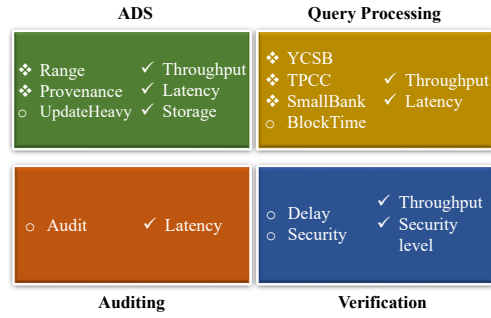 ADS
Query Processing
❖ Range
❖ Provenance
○ UpdateHeavy
✓ Throughput
✓ Latency
✓ Storage
❖ YCSB
❖ TPCC
❖ SmallBank
○ BlockTime
✓ Throughput
✓ Latency
○ Audit
✓ Latency
○ Delay
○ Security
✓ Throughput
✓ Security
level
Auditing
Verification